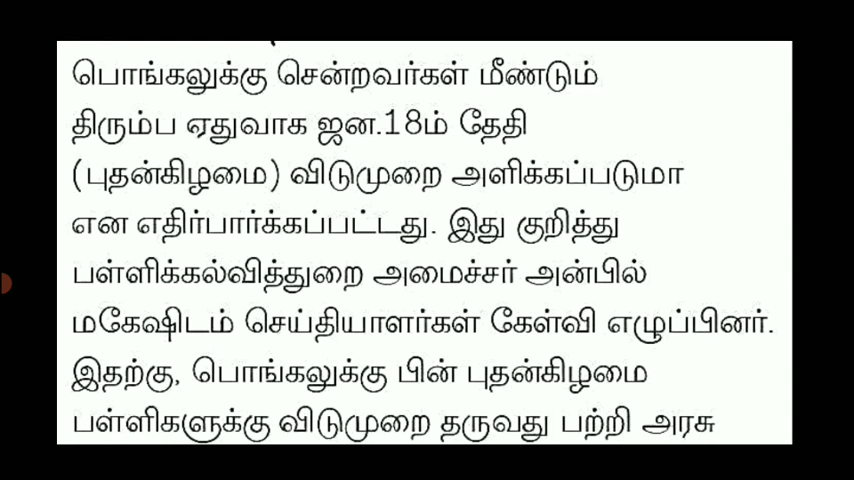 பொங்கலுக்கு சென்றவர்கள் மீண்டும்
திரும்ப ஏதுவாக ஜன.18ம் தேதி
(புதன்கிழமை) விடுமுறை அளிக்கப்படுமா
என எதிர்பார்க்கப்பட்டது. இது குறித்து
பள்ளிக்கல்வித்துறை அமைச்சர் அன்பில்
மகேஷிடம் செய்தியாளர்கள் கேள்வி எழுப்பினர்.
இதற்கு, பொங்கலுக்கு பின் புதன்கிழமை
பள்ளிகளுக்கு விடுமுறை தருவது பற்றி அரசு